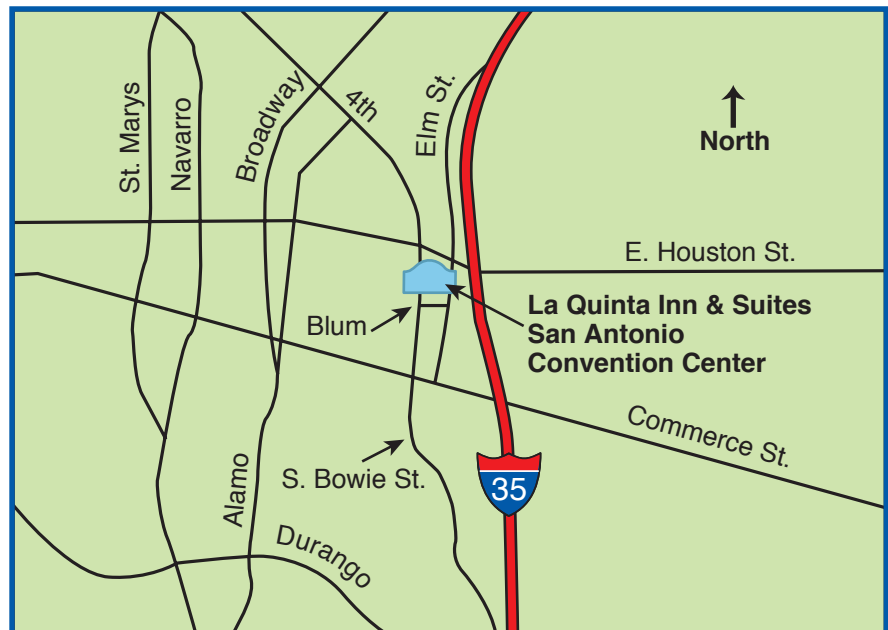 St. Marys
Navarro
Broadway
4th
Elm St.
North
E. Houston St.
La Quinta Inn & Suites
San Antonio
Convention Center
Blum
Commerce St.
S. Bowie St.
35
Alamo
Durango